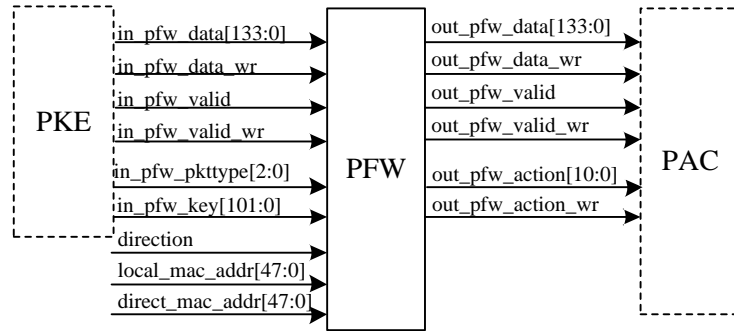 in_pfw_data[133:0]
in_pfw_data_wr
in_pfw_valid
in_pfw_valid_wr
in_pfw_pkttype[2:0]
in_pfw_key[101:0]
direction
local_mac_addr[47:0]
direct_mac_addr[47:0]
PKE
PFW
out_pfw_data[133:0]
out_pfw_data_wr
out_pfw_valid
out_pfw_valid_wr
out_pfw_action[10:0]
out_pfw_action_wr
PAC